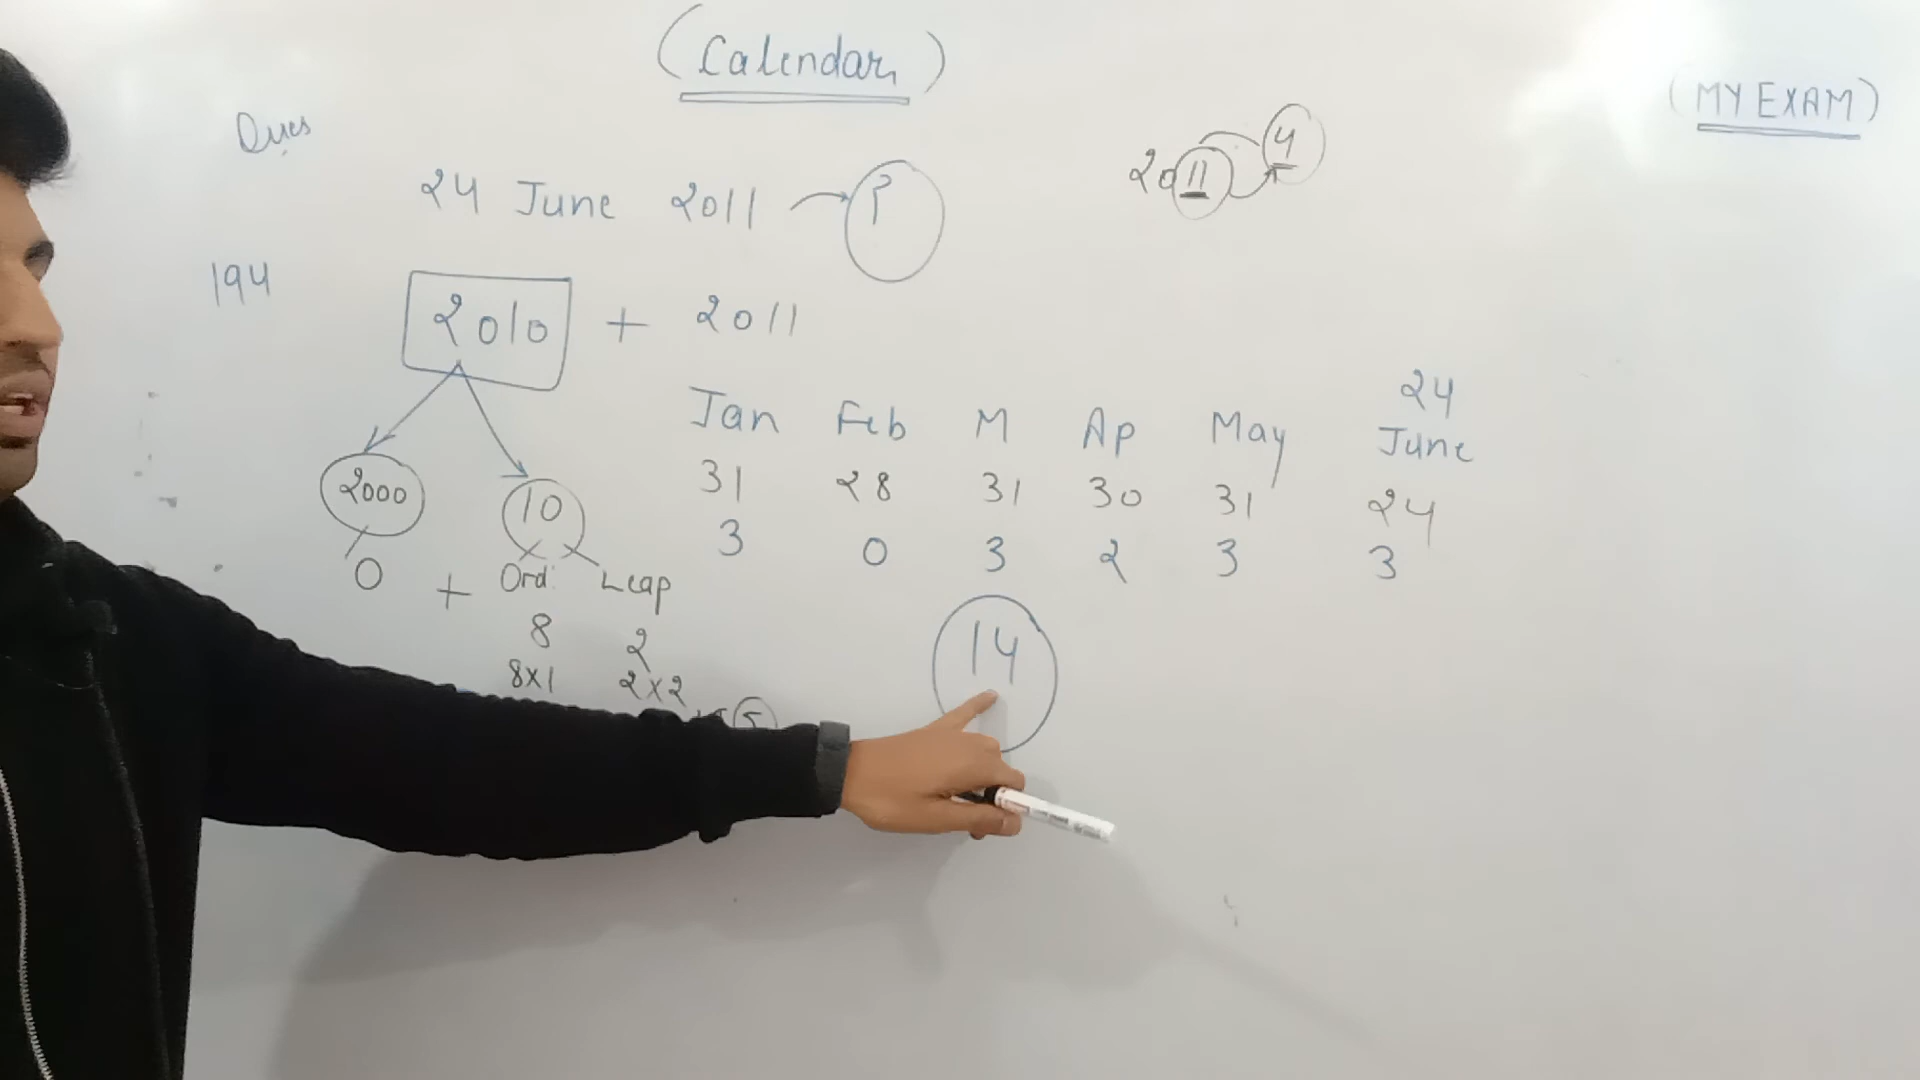 (Calendar)
(MY EXAM)
Ques
2011 4
24 June 2011 → ?
194
2010 + 2011
24
Jan Feb M Ap May June
31 28 31 30 31 24
3 0 3 2 3 3
2000 10
0 + Ord. Leap
8 2
8x1 2x2
14